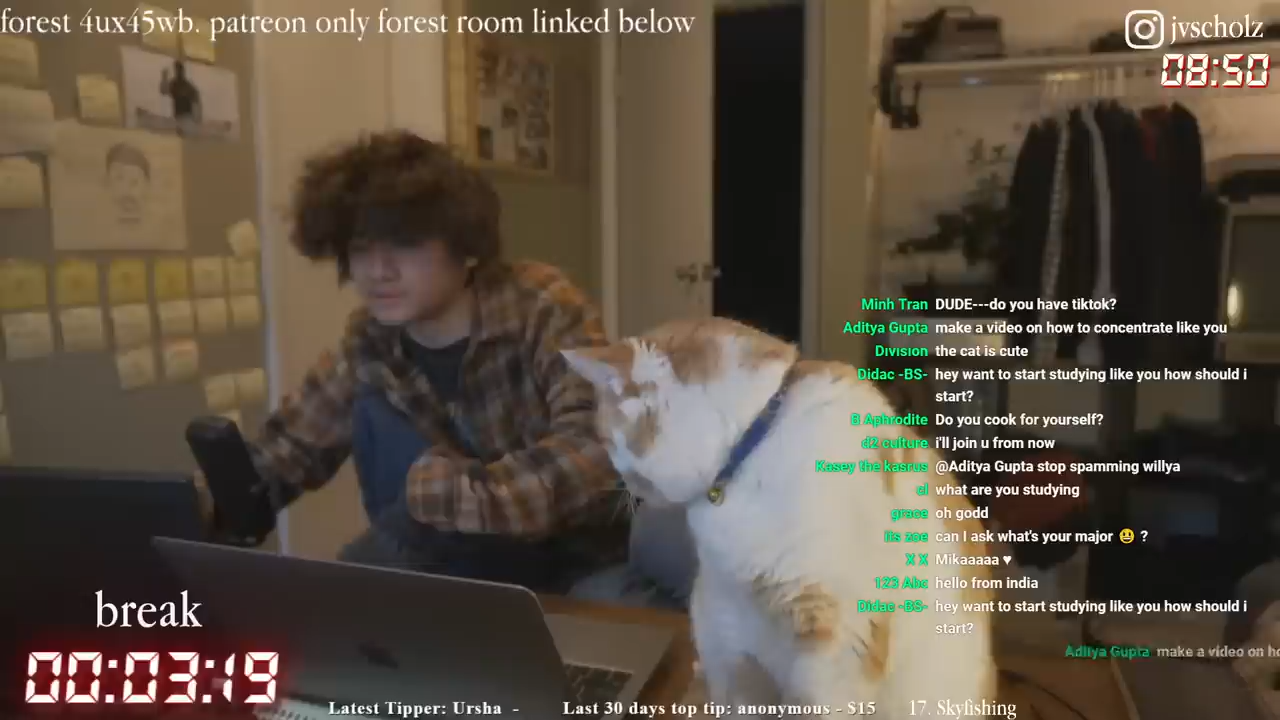 forest 4ux45wb. patreon only forest room linked below
jvscholz
08:50
Minh Tran DUDE---do you have tiktok?
Aditya Gupta make a video on how to concentrate like you
Division the cat is cute
Didac -BS- hey want to start studying like you how should i
start?
B Aphrodite Do you cook for yourself?
d2 culture i'll join u from now
Kasey the kasrus @Aditya Gupta stop spamming willya
cl what are you studying
grace oh godd
its zoe can I ask what's your major 😃 ?
X X Mikaaaaa ♥
123 Abc hello from india
Didac -BS- hey want to start studying like you how should i
start?
Aditya Gupta make a video on
break
00:03:19
Latest Tipper: Ursha - Last 30 days top tip: anonymous - $15 17. Skyfishing